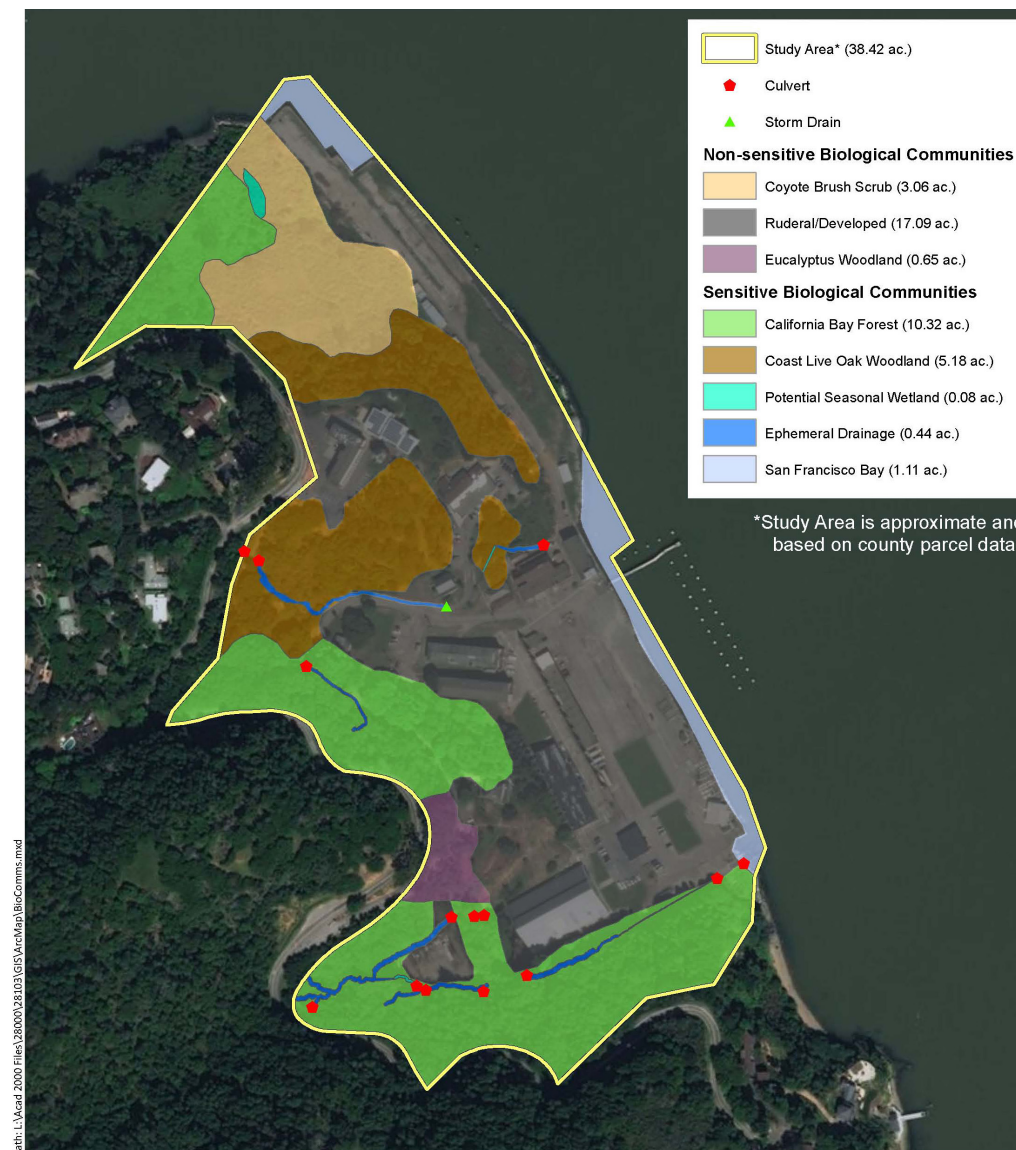 Study Area* (38.42 ac.)
Culvert
Storm Drain
Non-sensitive Biological Communities
Coyote Brush Scrub (3.06 ac.)
Ruderal/Developed (17.09 ac.)
Eucalyptus Woodland (0.65 ac.)
Sensitive Biological Communities
California Bay Forest (10.32 ac.)
Coast Live Oak Woodland (5.18 ac.)
Potential Seasonal Wetland (0.08 ac.)
Ephemeral Drainage (0.44 ac.)
San Francisco Bay (1.11 ac.)
*Study Area is approximate and
based on county parcel data
ath: L:\Acad 2000 Files\28000\28103\GIS\ArcMap\BioComms.mxd